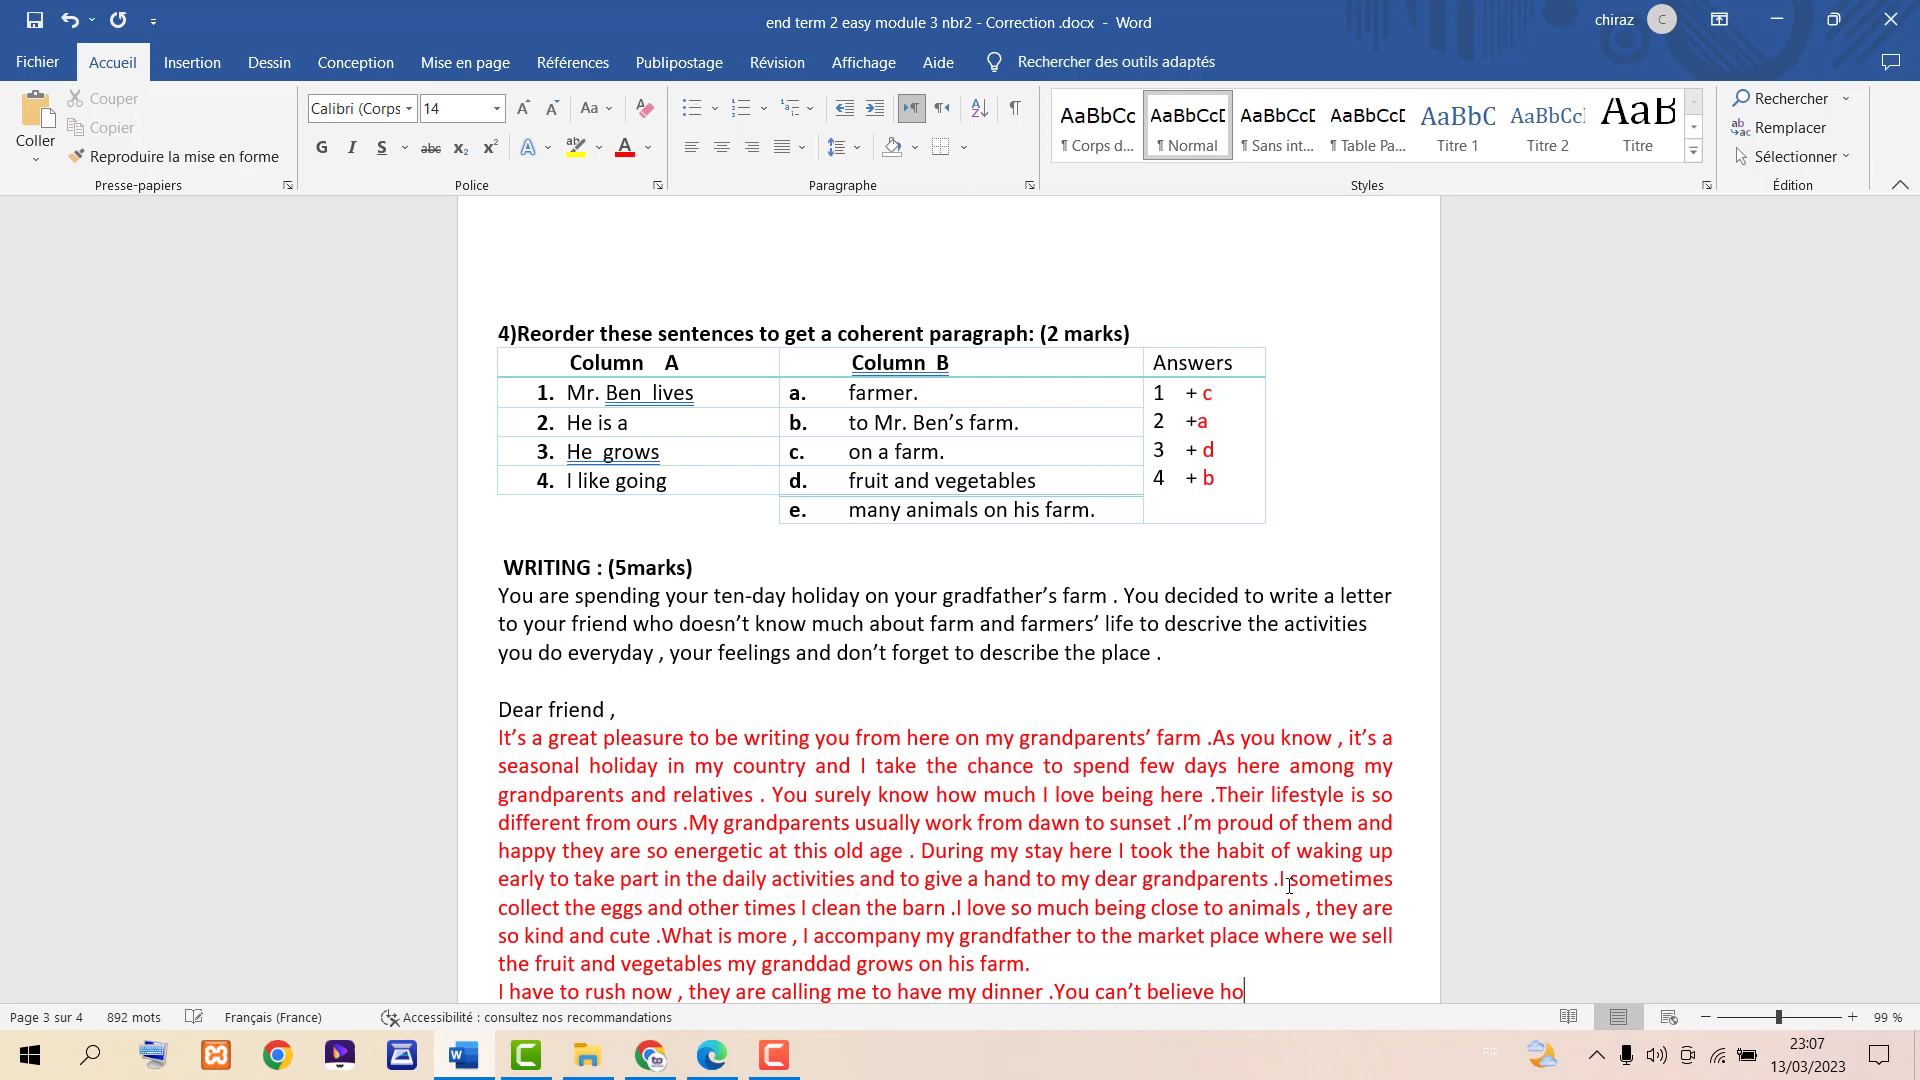 end term 2 easy module 3 nbr2 - Correction .docx - Word
chiraz
C
Fichier Accueil Insertion Dessin Conception Mise en page Références Publipostage Révision Affichage Aide Rechercher des outils adaptés
Coller
Couper
Copier
Reproduire la mise en forme
Presse-papiers
Calibri (Corps 14
Police
Paragraphe
AaBbCc AaBbCcD AaBbCcD AaBbCcD AaBbC AaBbCc AaB
¶ Corps d... ¶ Normal ¶ Sans int... ¶ Table Pa... Titre 1 Titre 2 Titre
Styles
Rechercher
Remplacer
Sélectionner
Édition
4)Reorder these sentences to get a coherent paragraph: (2 marks)
Column A Column B Answers
1. Mr. Ben lives a. farmer. 1 + c
2. He is a b. to Mr. Ben’s farm. 2 +a
3. He grows c. on a farm. 3 + d
4. I like going d. fruit and vegetables 4 + b
e. many animals on his farm.
WRITING : (5marks)
You are spending your ten-day holiday on your gradfather’s farm . You decided to write a letter
to your friend who doesn’t know much about farm and farmers’ life to descrive the activities
you do everyday , your feelings and don’t forget to describe the place .
Dear friend ,
It’s a great pleasure to be writing you from here on my grandparents’ farm .As you know , it’s a
seasonal holiday in my country and I take the chance to spend few days here among my
grandparents and relatives . You surely know how much I love being here .Their lifestyle is so
different from ours .My grandparents usually work from dawn to sunset .I’m proud of them and
happy they are so energetic at this old age . During my stay here I took the habit of waking up
early to take part in the daily activities and to give a hand to my dear grandparents .I sometimes
collect the eggs and other times I clean the barn .I love so much being close to animals , they are
so kind and cute .What is more , I accompany my grandfather to the market place where we sell
the fruit and vegetables my granddad grows on his farm.
I have to rush now , they are calling me to have my dinner .You can’t believe ho
Page 3 sur 4 892 mots Français (France) Accessibilité : consultez nos recommandations 99 %
FR
23:07
13/03/2023